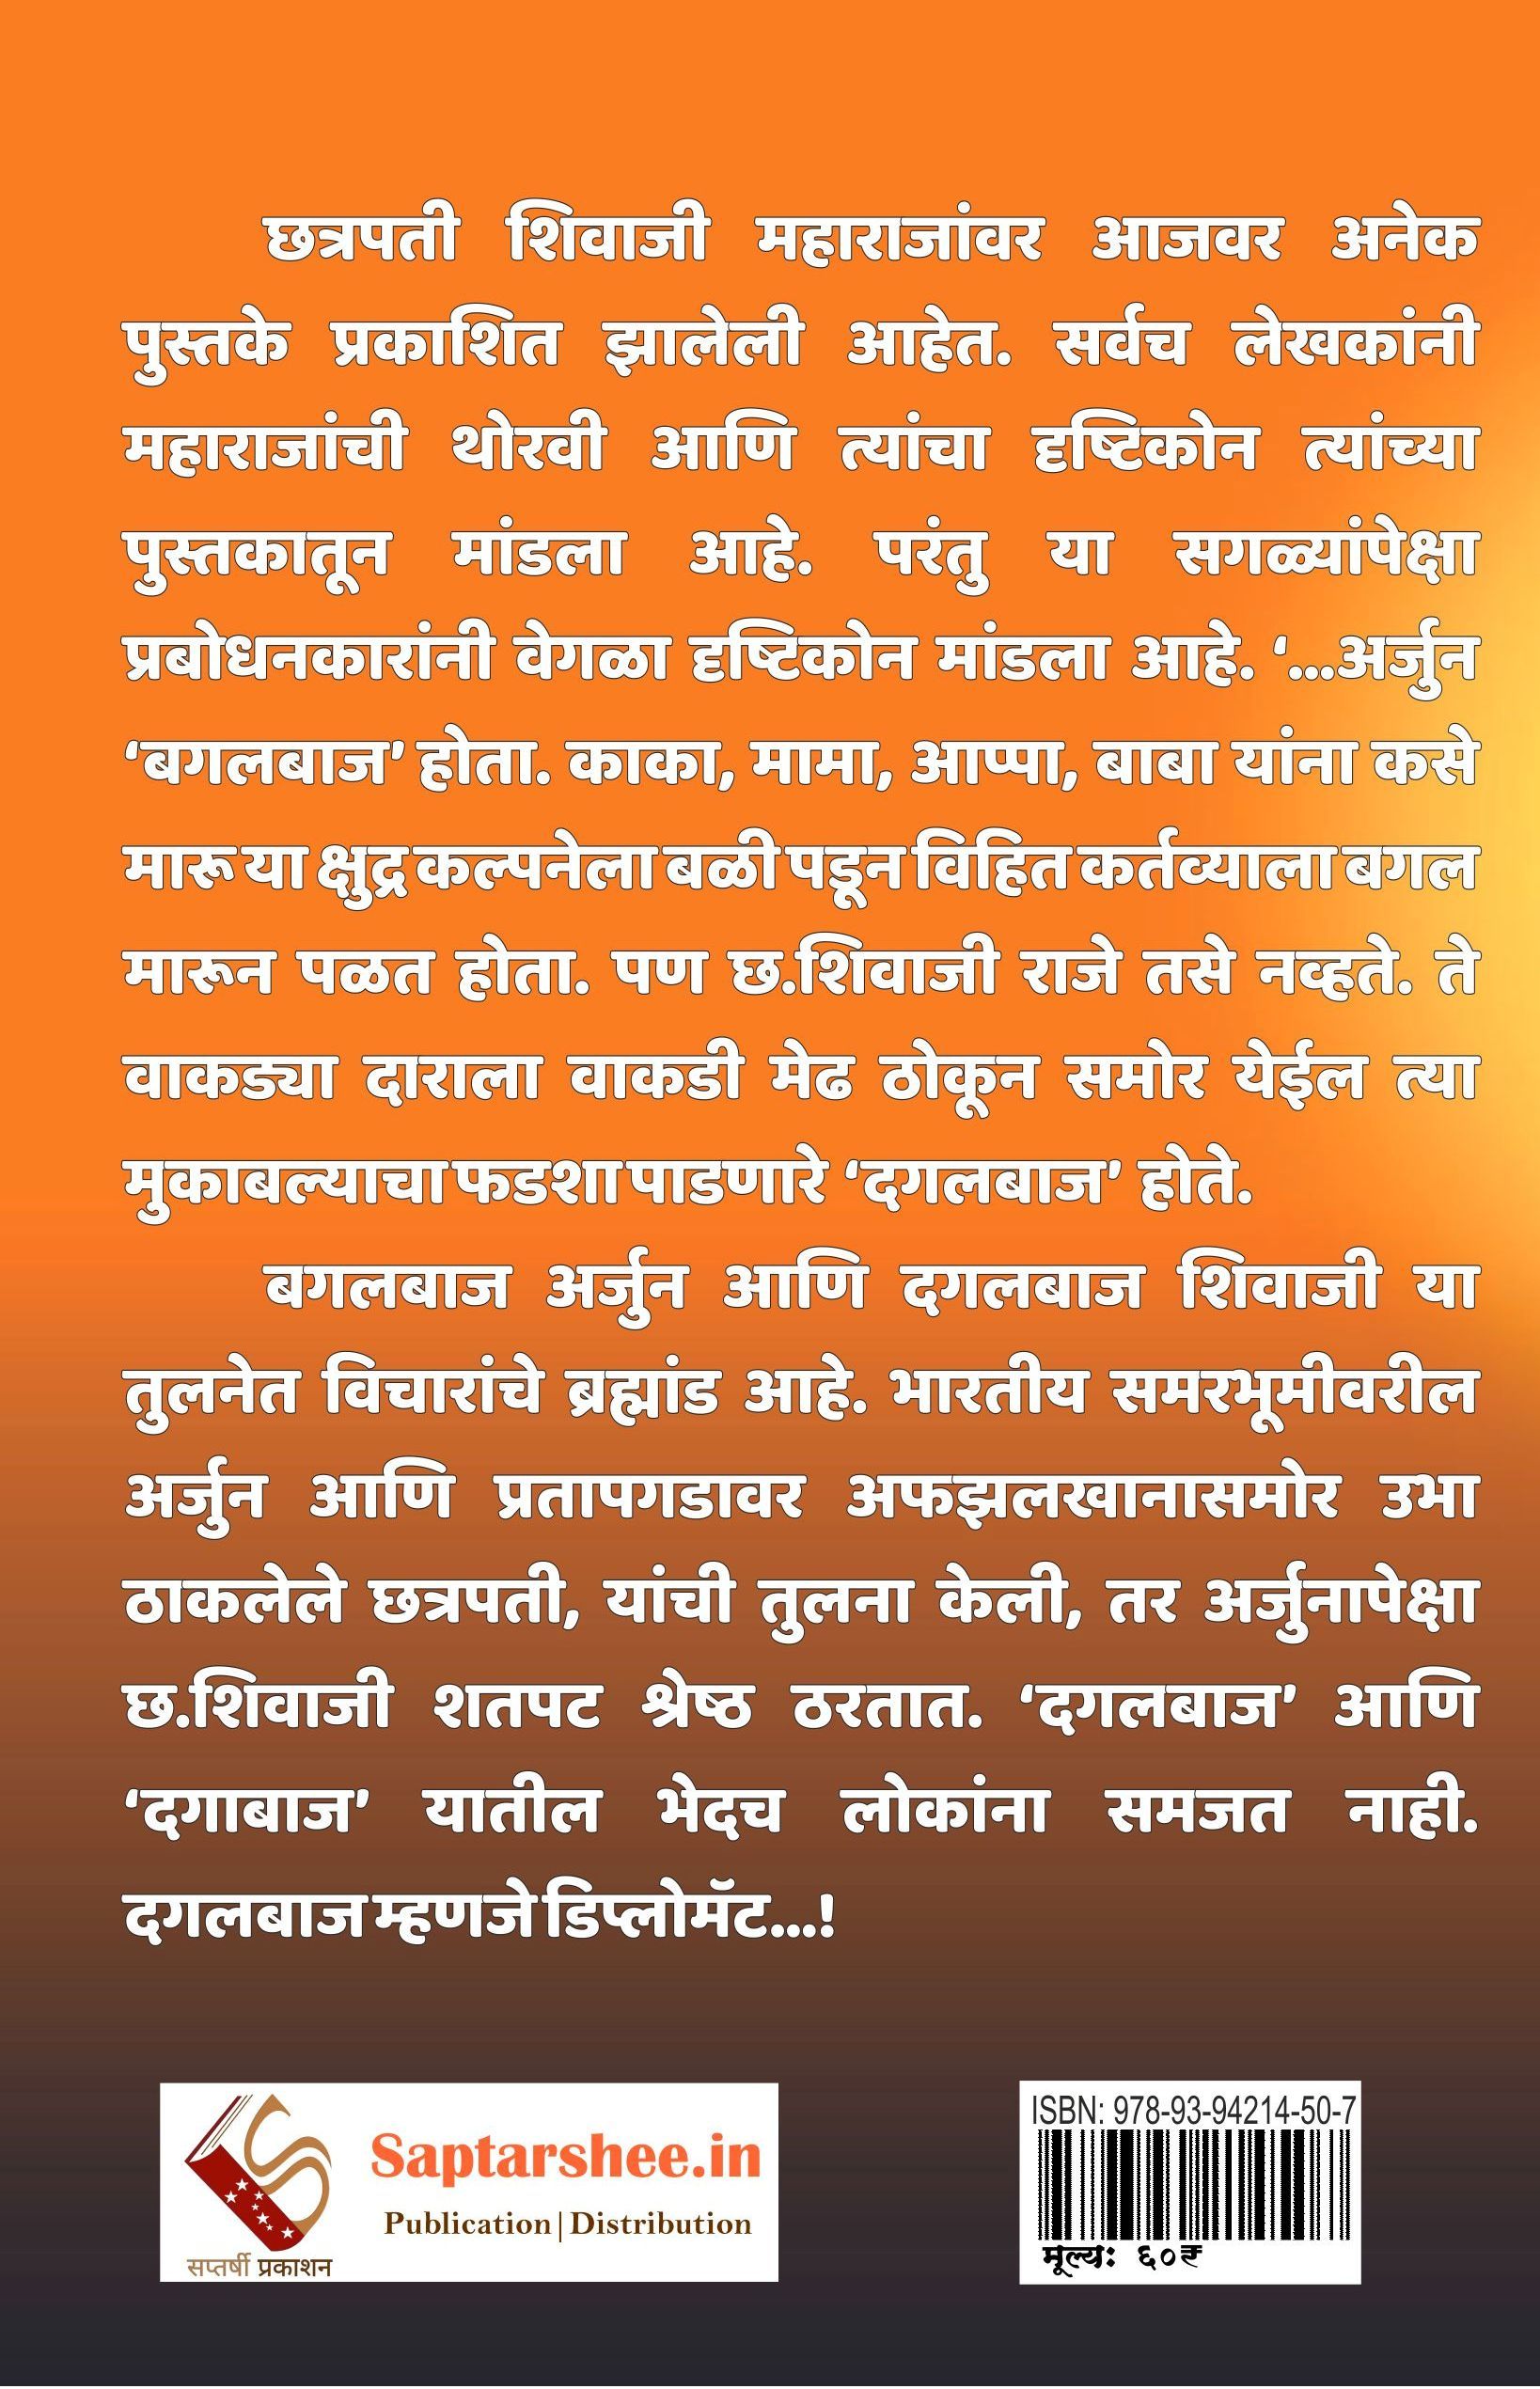 छत्रपती शिवाजी महाराजांवर आजवर अनेक
पुस्तके प्रकाशित झालेली आहेत. सर्वच लेखकांनी
महाराजांची थोरवी आणि त्यांचा दृष्टिकोन त्यांच्या
पुस्तकातून मांडला आहे. परंतु या सगळ्यांपेक्षा
प्रबोधनकारांनी वेगळा दृष्टिकोन मांडला आहे. ‘...अर्जुन
‘बगलबाज’ होता. काका, मामा, आप्पा, बाबा यांना कसे
मारू या क्षुद्र कल्पनेला बळी पडून विहित कर्तव्याला बगल
मारून पळत होता. पण छ.शिवाजी राजे तसे नव्हते. ते
वाकड्या दाराला वाकडी मेढ ठोकून समोर येईल त्या
मुकाबल्याचा फडशा पाडणारे ‘दगलबाज’ होते.
बगलबाज अर्जुन आणि दगलबाज शिवाजी या
तुलनेत विचारांचे ब्रह्मांड आहे. भारतीय समरभूमीवरील
अर्जुन आणि प्रतापगडावर अफझलखानासमोर उभा
ठाकलेले छत्रपती, यांची तुलना केली, तर अर्जुनापेक्षा
छ.शिवाजी शतपट श्रेष्ठ ठरतात. ‘दगलबाज’ आणि
‘दगाबाज’ यातील भेदच लोकांना समजत नाही.
दगलबाज म्हणजे डिप्लोमॅट...!
Saptarshee.in
Publication|Distribution
सप्तर्षी प्रकाशन
ISBN: 978-93-94214-50-7
मूल्यः ६०₹